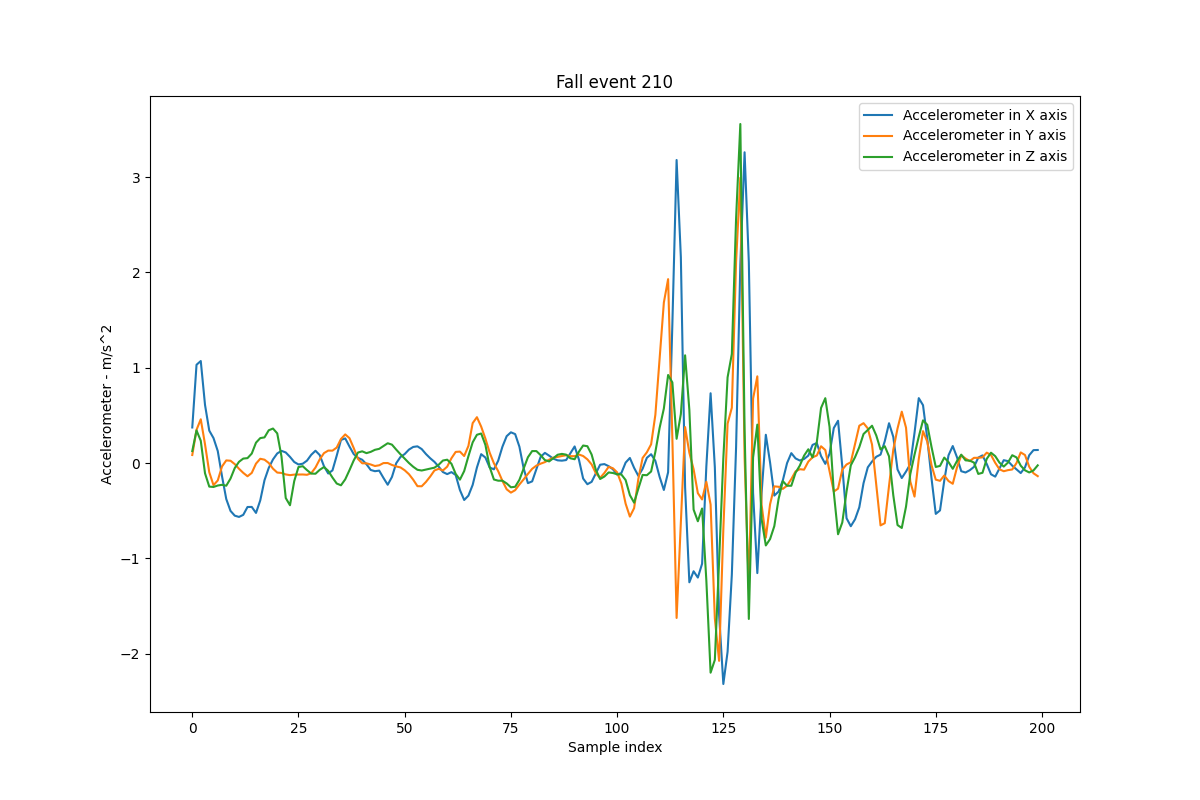 Fall event 210
Accelerometer in X axis
Accelerometer in Y axis
Accelerometer in Z axis
Accelerometer - m/s^2
3
2
1
0
−1
−2
0 25 50 75 100 125 150 175 200
Sample index